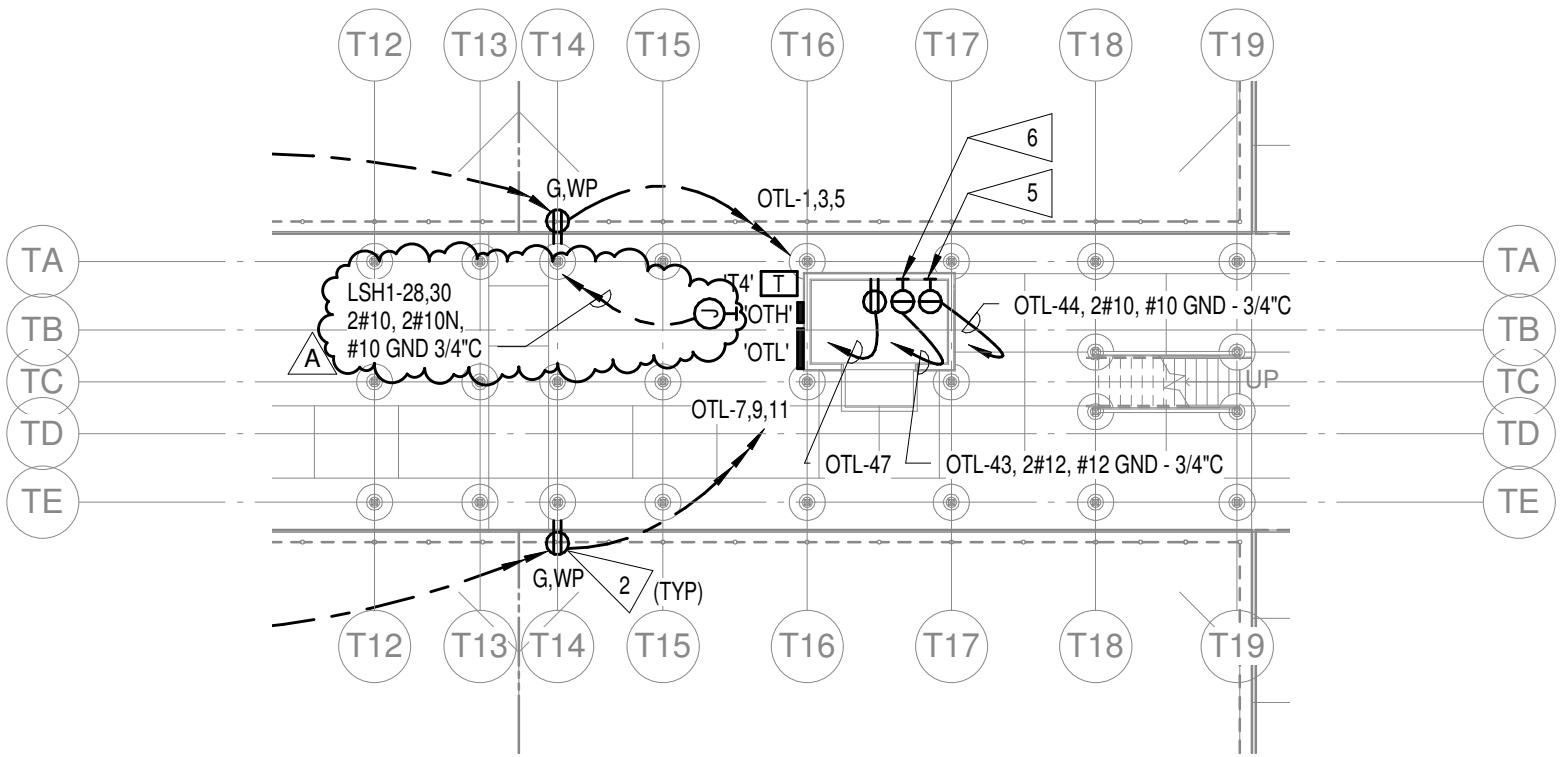 T12 T13 T14 T15 T16 T17 T18 T19
6
5
G,WP
OTL-1,3,5
TA
TA
LSH1-28,30
2#10, 2#10N,
#10 GND 3/4"C
A
J
'T4' T
'OTH'
'OTL'
OTL-44, 2#10, #10 GND - 3/4"C
TB
TB
TC
TC
UP
OTL-7,9,11
TD
TD
OTL-47
OTL-43, 2#12, #12 GND - 3/4"C
TE
TE
G,WP
2
(TYP)
T12 T13 T14 T15 T16 T17 T18 T19